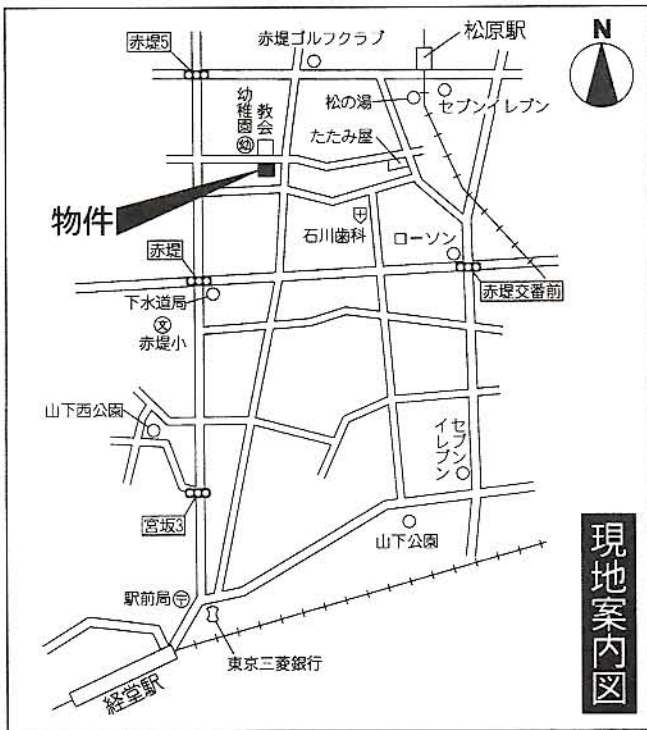 赤堤5
赤堤ゴルフクラブ
松原駅
N
幼稚園
幼
教会
松の湯
セブンイレブン
たたみ屋
物件
石川歯科
ローソン
赤堤
赤堤交番前
下水道局
文
赤堤小
山下西公園
セブン
イレブン
宮坂3
山下公園
駅前局
〒
東京三菱銀行
経堂駅
現地案内図